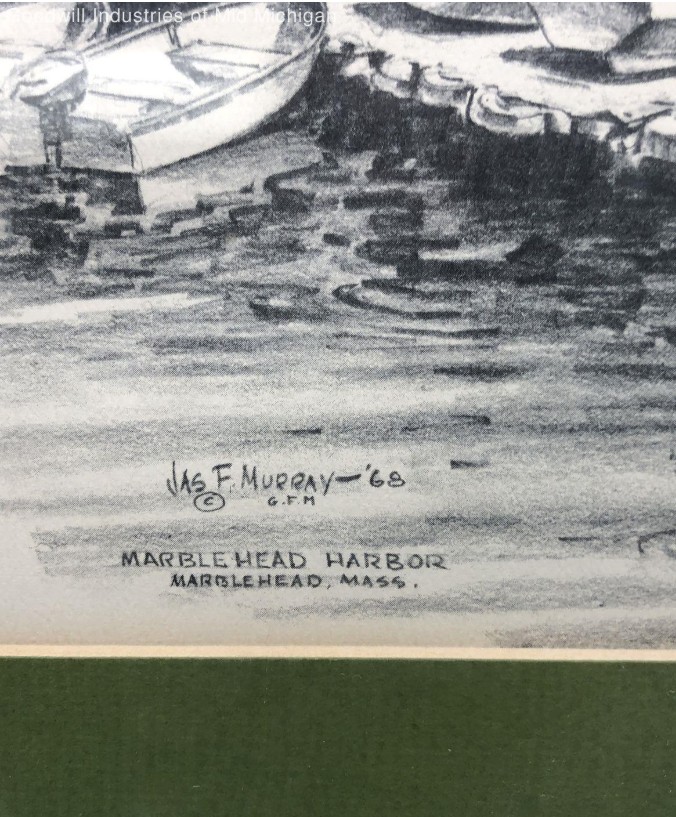 Goodwill Industries of Mid Michigan
JAS F. MURRAY-'68
© G.F.M
MARBLEHEAD HARBOR
MARBLEHEAD, MASS.